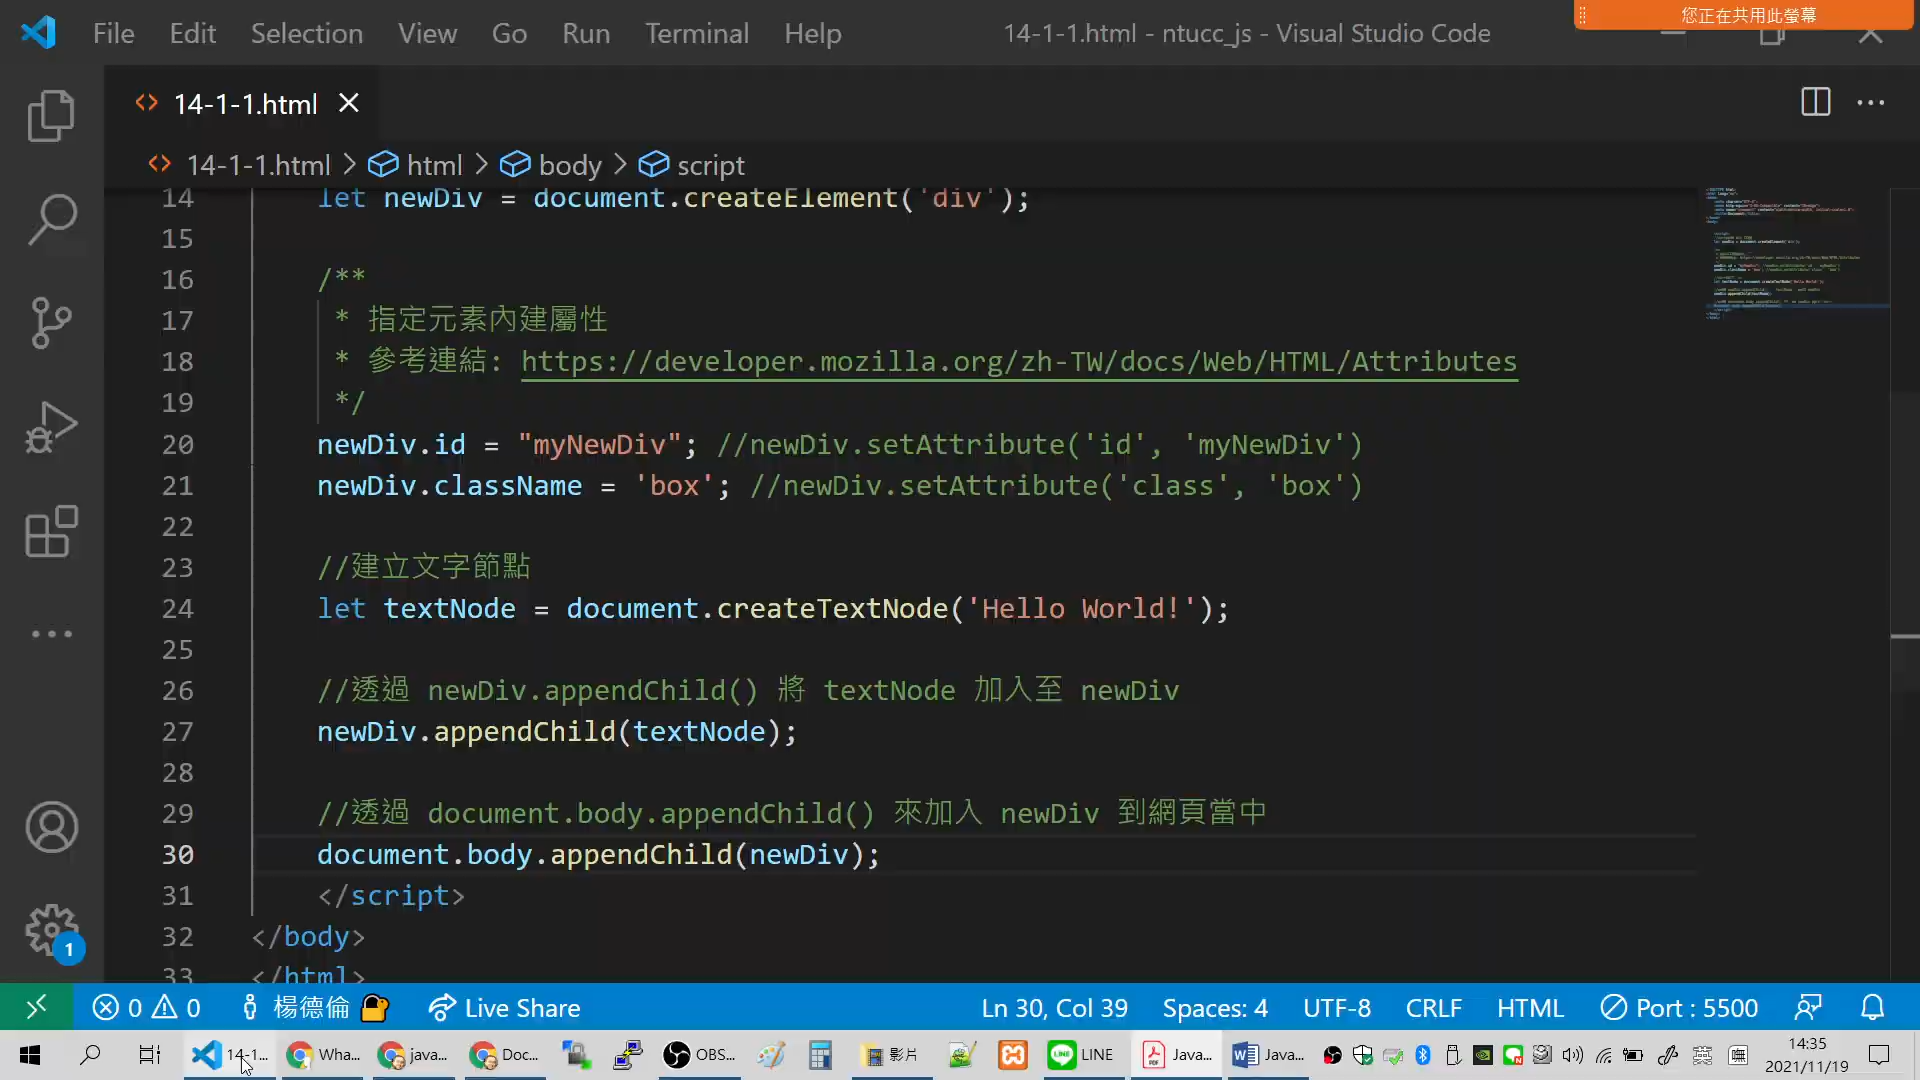 File Edit Selection View Go Run Terminal Help 14-1-1.html - ntucc_js - Visual Studio Code
您正在共用此螢幕
14-1-1.html
14-1-1.html html body script
14 let newDiv = document.createElement('div');
15
16 /**
17 * 指定元素內建屬性
18 * 參考連結: https://developer.mozilla.org/zh-TW/docs/Web/HTML/Attributes
19 */
20 newDiv.id = "myNewDiv"; //newDiv.setAttribute('id', 'myNewDiv')
21 newDiv.className = 'box'; //newDiv.setAttribute('class', 'box')
22
23 //建立文字節點
24 let textNode = document.createTextNode('Hello World!');
25
26 //透過 newDiv.appendChild() 將 textNode 加入至 newDiv
27 newDiv.appendChild(textNode);
28
29 //透過 document.body.appendChild() 來加入 newDiv 到網頁當中
30 document.body.appendChild(newDiv);
31 </script>
32 </body>
33 </html>
1
0 0 楊德倫 Live Share Ln 30, Col 39 Spaces: 4 UTF-8 CRLF HTML Port : 5500
14-1... Wha... java... Doc... OBS... 影片 LINE Java... Java... 英 14:35
2021/11/19